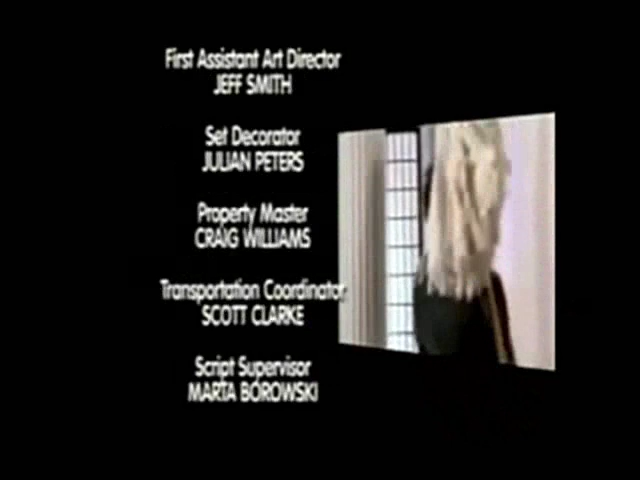 First Assistant Art Director
JEFF SMITH
Set Decorator
JULIAN PETERS
Property Master
CRAIG WILLIAMS
Transportation Coordinator
SCOTT CLARKE
Script Supervisor
MARTA BOROWSKI